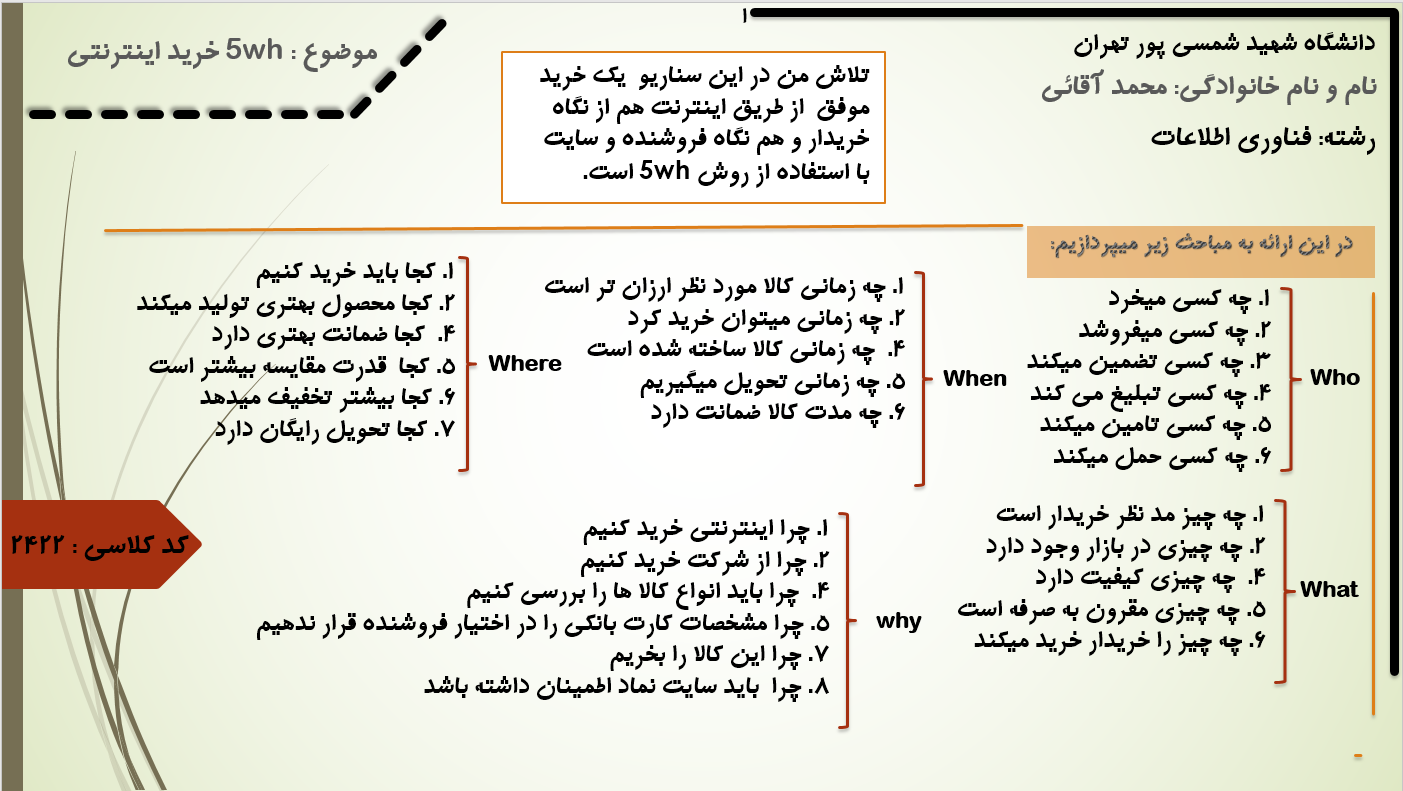 ۱
دانشگاه شهید شمسی پور تهران
نام و نام خانوادگی: محمد آقائی
رشته: فناوری اطلاعات
موضوع : 5wh خرید اینترنتی
تلاش من در این سناریو یک خرید
موفق از طریق اینترنت هم از نگاه
خریدار و هم نگاه فروشنده و سایت
با استفاده از روش 5wh است.
در این ارائه به مباحث زیر میپردازیم:
Who
۱. چه کسی میخرد
۲. چه کسی میفروشد
۳. چه کسی تضمین میکند
۴. چه کسی تبلیغ می کند
۵. چه کسی تامین میکند
۶. چه کسی حمل میکند
When
۱. چه زمانی کالا مورد نظر ارزان تر است
۲. چه زمانی میتوان خرید کرد
۴. چه زمانی کالا ساخته شده است
۵. چه زمانی تحویل میگیریم
۶. چه مدت کالا ضمانت دارد
Where
۱. کجا باید خرید کنیم
۲. کجا محصول بهتری تولید میکند
۴. کجا ضمانت بهتری دارد
۵. کجا قدرت مقایسه بیشتر است
۶. کجا بیشتر تخفیف میدهد
۷. کجا تحویل رایگان دارد
What
۱. چه چیز مد نظر خریدار است
۲. چه چیزی در بازار وجود دارد
۴. چه چیزی کیفیت دارد
۵. چه چیزی مقرون به صرفه است
۶. چه چیز را خریدار خرید میکند
why
۱. چرا اینترنتی خرید کنیم
۲. چرا از شرکت خرید کنیم
۴. چرا باید انواع کالا ها را بررسی کنیم
۵. چرا مشخصات کارت بانکی را در اختیار فروشنده قرار ندهیم
۷. چرا این کالا را بخریم
۸. چرا باید سایت نماد اطمینان داشته باشد
کد کلاسی : ۲۴۲۲